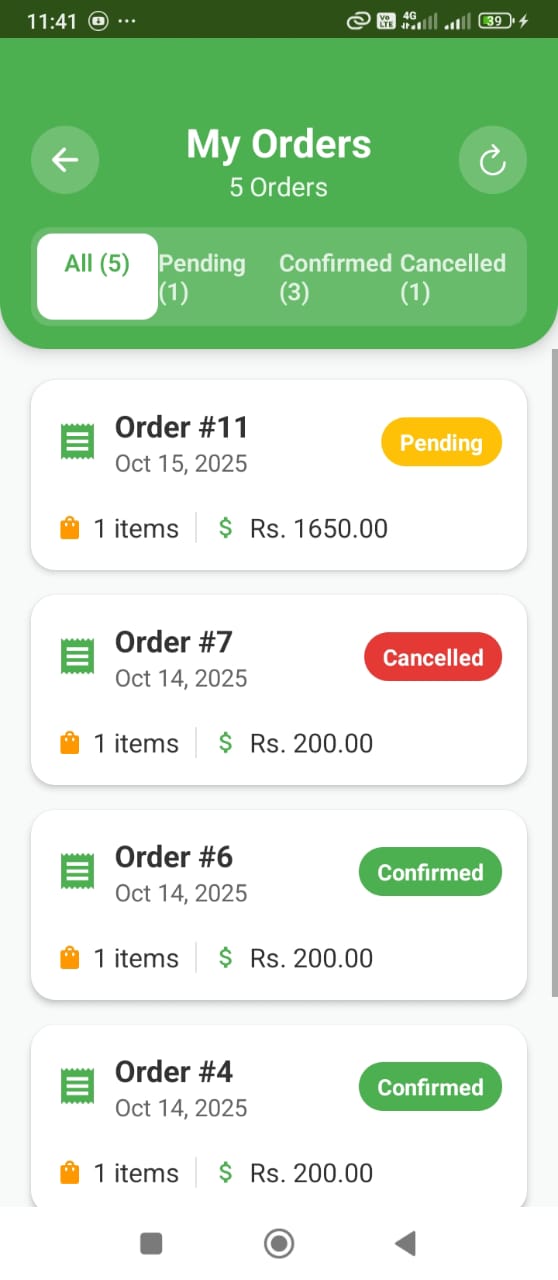 11:41
Vo LTE 4G 39
My Orders
5 Orders
All (5) Pending Confirmed Cancelled
(1) (3) (1)
Order #11
Oct 15, 2025
Pending
1 items $ Rs. 1650.00
Order #7
Oct 14, 2025
Cancelled
1 items $ Rs. 200.00
Order #6
Oct 14, 2025
Confirmed
1 items $ Rs. 200.00
Order #4
Oct 14, 2025
Confirmed
1 items $ Rs. 200.00